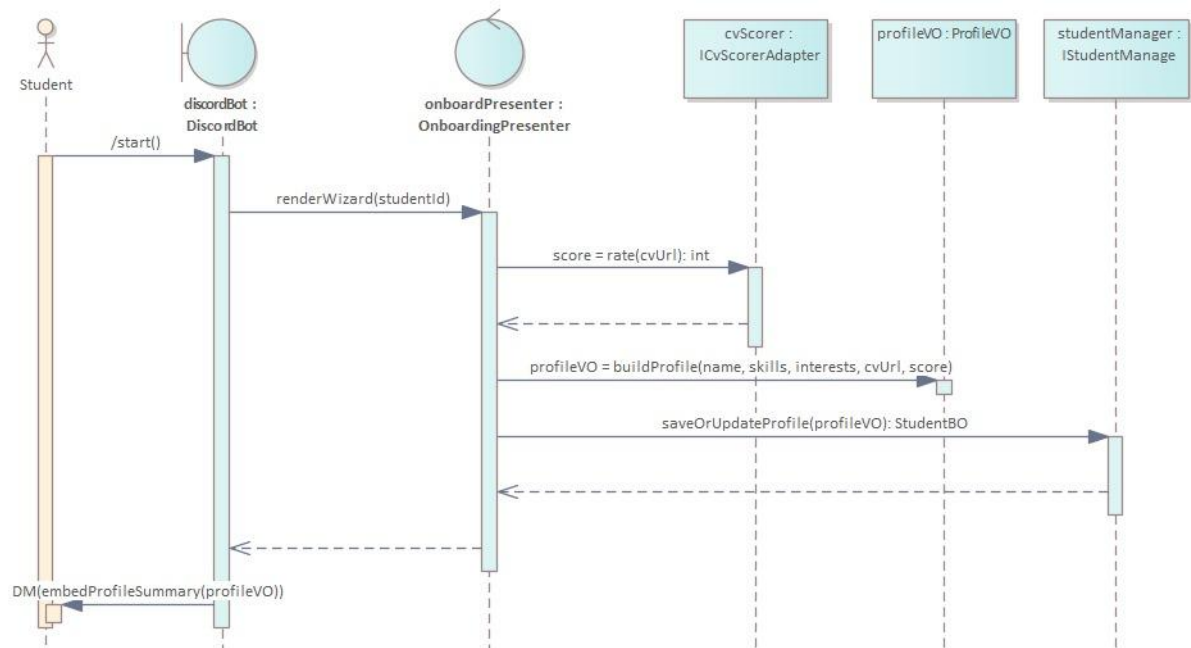 Student
discordBot :
DiscordBot
onboardPresenter :
OnboardingPresenter
cvScorer :
ICvScorerAdapter
profileVO : ProfileVO
studentManager :
IStudentManage
/start()
renderWizard(studentId)
score = rate(cvUrl): int
profileVO = buildProfile(name, skills, interests, cvUrl, score)
saveOrUpdateProfile(profileVO): StudentBO
DM(embedProfileSummary(profileVO))